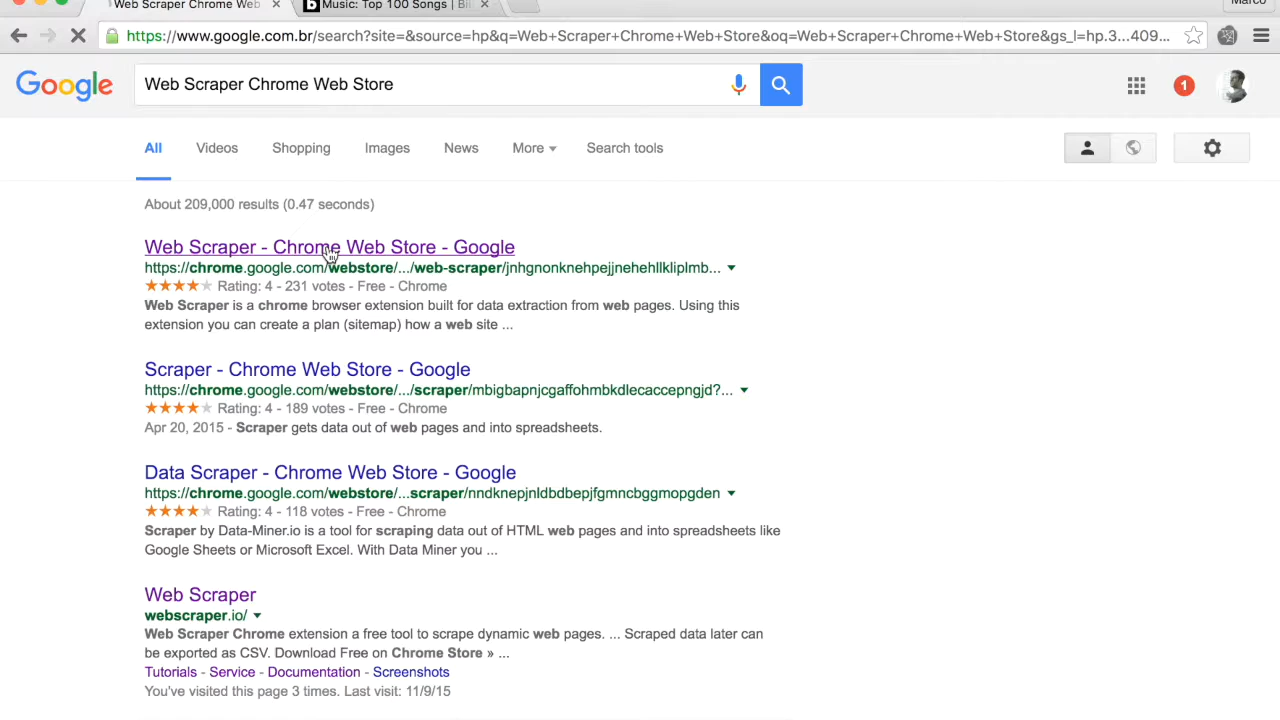 Web Scraper Chrome Web
Music: Top 100 Songs | Bil
Marco
https://www.google.com.br/search?site=&source=hp&q=Web+Scraper+Chrome+Web+Store&oq=Web+Scraper+Chrome+Web+Store&gs_l=hp.3...409...
Google
Web Scraper Chrome Web Store
1
All Videos Shopping Images News More Search tools
About 209,000 results (0.47 seconds)
Web Scraper - Chrome Web Store - Google
https://chrome.google.com/webstore/.../web-scraper/jnhgnonknehpejjnehehllkliplmb...
Rating: 4 - 231 votes - Free - Chrome
Web Scraper is a chrome browser extension built for data extraction from web pages. Using this
extension you can create a plan (sitemap) how a web site ...
Scraper - Chrome Web Store - Google
https://chrome.google.com/webstore/.../scraper/mbigbapnjcgaffohmbkdlecaccepngjd?...
Rating: 4 - 189 votes - Free - Chrome
Apr 20, 2015 - Scraper gets data out of web pages and into spreadsheets.
Data Scraper - Chrome Web Store - Google
https://chrome.google.com/webstore/...scraper/nndknepjnldbdbepjfgmncbggmopgden
Rating: 4 - 118 votes - Free - Chrome
Scraper by Data-Miner.io is a tool for scraping data out of HTML web pages and into spreadsheets like
Google Sheets or Microsoft Excel. With Data Miner you ...
Web Scraper
webscraper.io/
Web Scraper Chrome extension a free tool to scrape dynamic web pages. ... Scraped data later can
be exported as CSV. Download Free on Chrome Store » ...
Tutorials - Service - Documentation - Screenshots
You've visited this page 3 times. Last visit: 11/9/15